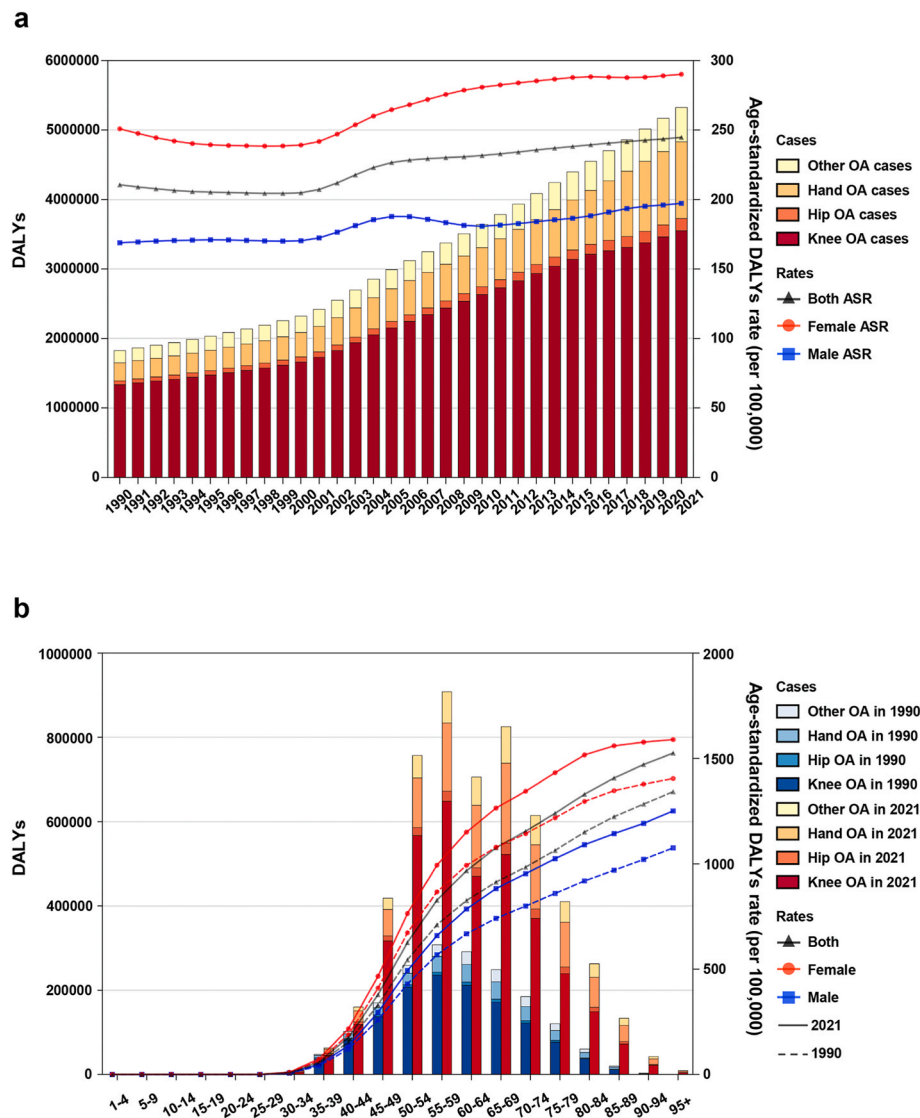 a
6000000
5000000
4000000
3000000
2000000
1000000
0
DALYs
300
250
200
150
100
50
0
Age-standardized DALYs rate (per 100,000)
Cases
Other OA cases
Hand OA cases
Hip OA cases
Knee OA cases
Rates
Both ASR
Female ASR
Male ASR
1990 1991 1992 1993 1994 1995 1996 1997 1998 1999 2000 2001 2002 2003 2004 2005 2006 2007 2008 2009 2010 2011 2012 2013 2014 2015 2016 2017 2018 2019 2020 2021
b
1000000
800000
600000
400000
200000
0
DALYs
2000
1500
1000
500
0
Age-standardized DALYs rate (per 100,000)
Cases
Other OA in 1990
Hand OA in 1990
Hip OA in 1990
Knee OA in 1990
Other OA in 2021
Hand OA in 2021
Hip OA in 2021
Knee OA in 2021
Rates
Both
Female
Male
2021
1990
1-4 5-9 10-14 15-19 20-24 25-29 30-34 35-39 40-44 45-49 50-54 55-59 60-64 65-69 70-74 75-79 80-84 85-89 90-94 95+